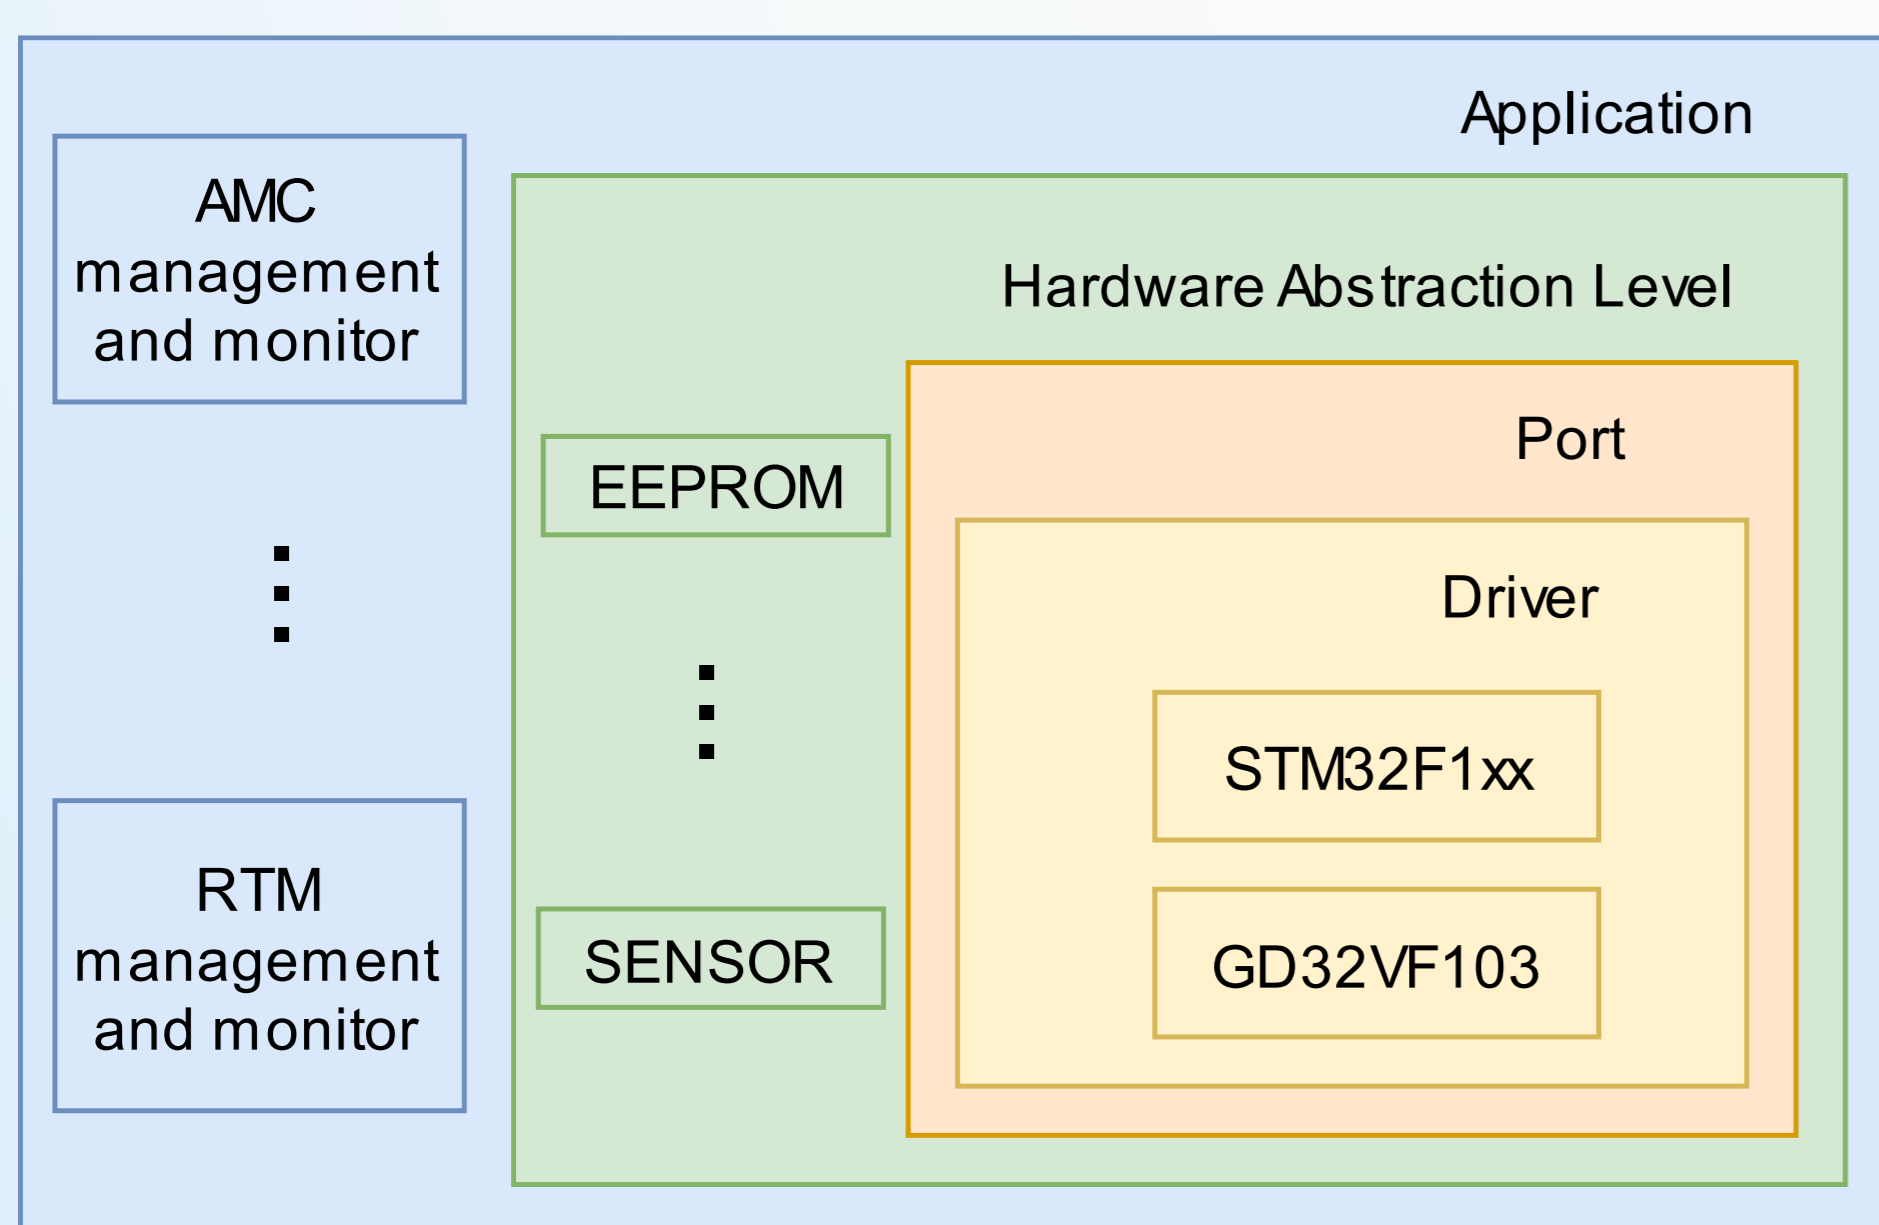 Application
AMC
management
and monitor
Hardware Abstraction Level
Port
EEPROM
Driver
STM32F1xx
RTM
management
and monitor
SENSOR
GD32VF103